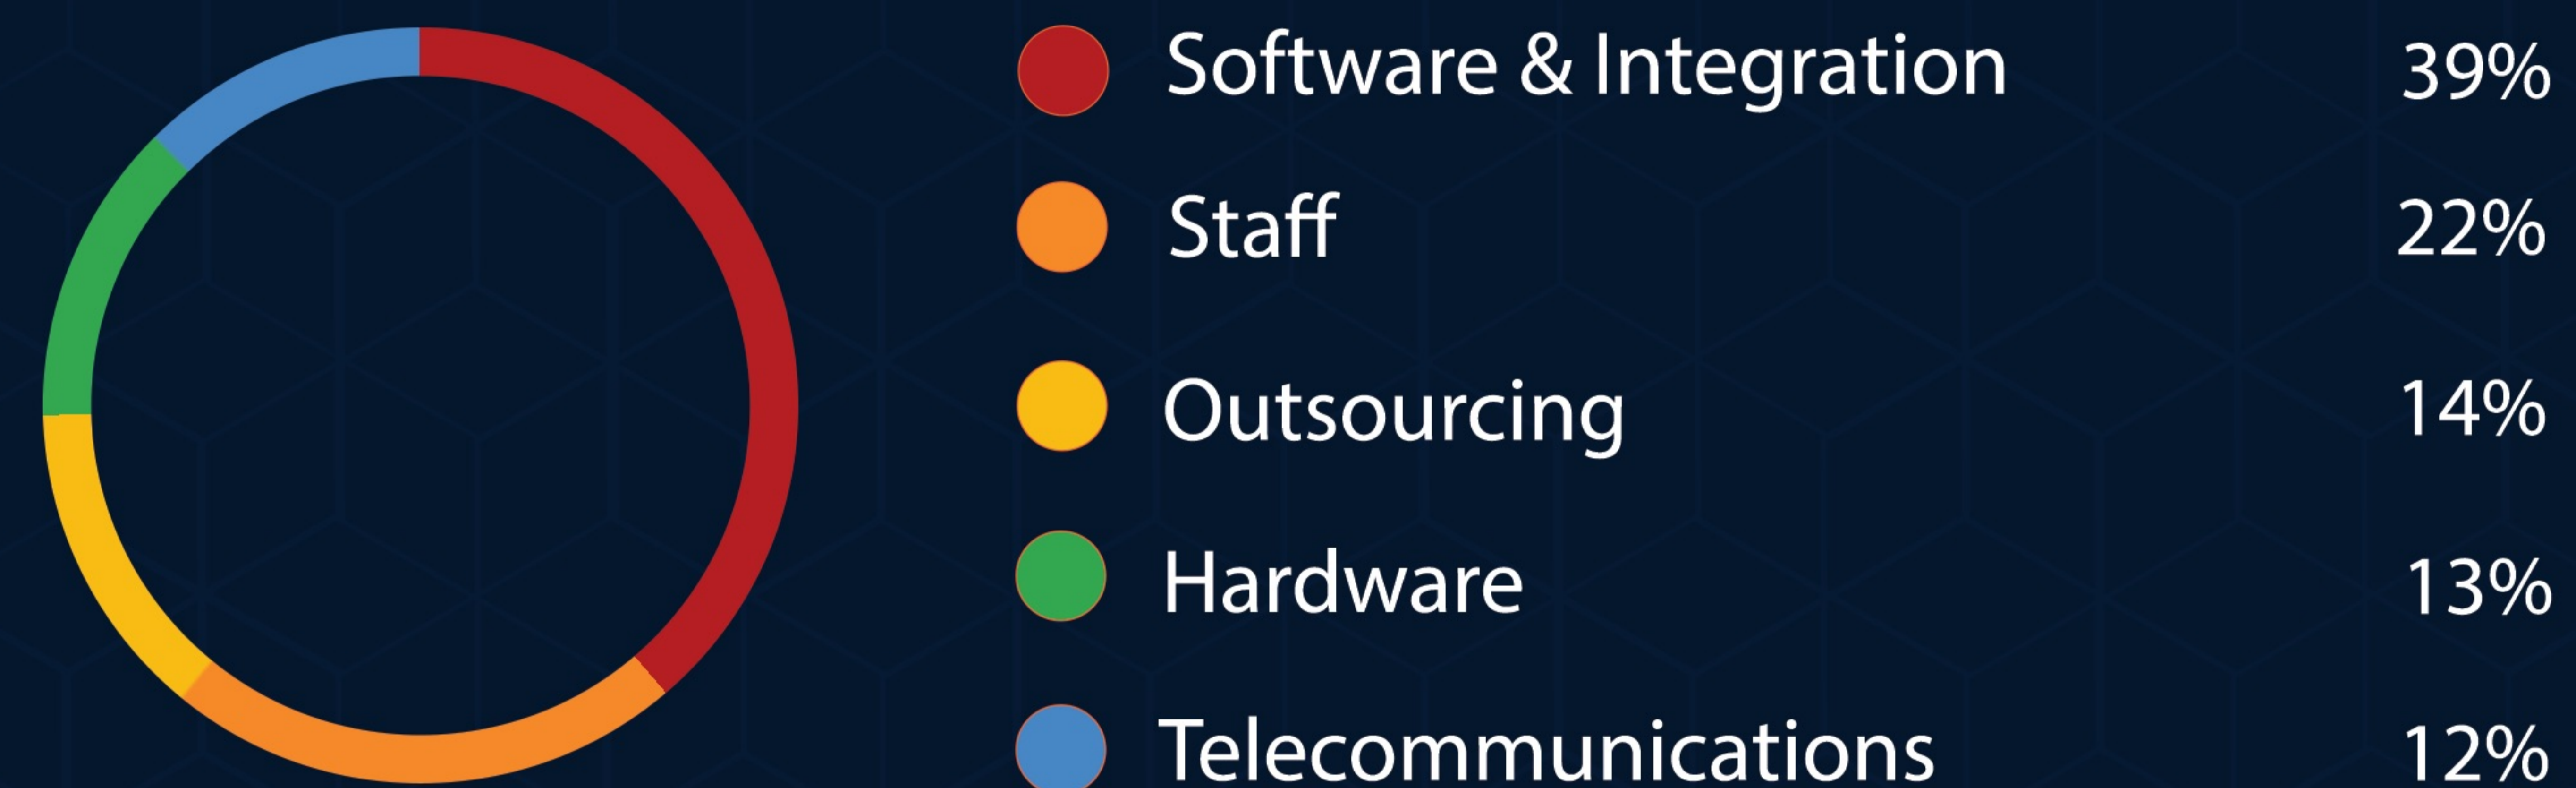 Software & Integration 39%
Staff 22%
Outsourcing 14%
Hardware 13%
Telecommunications 12%